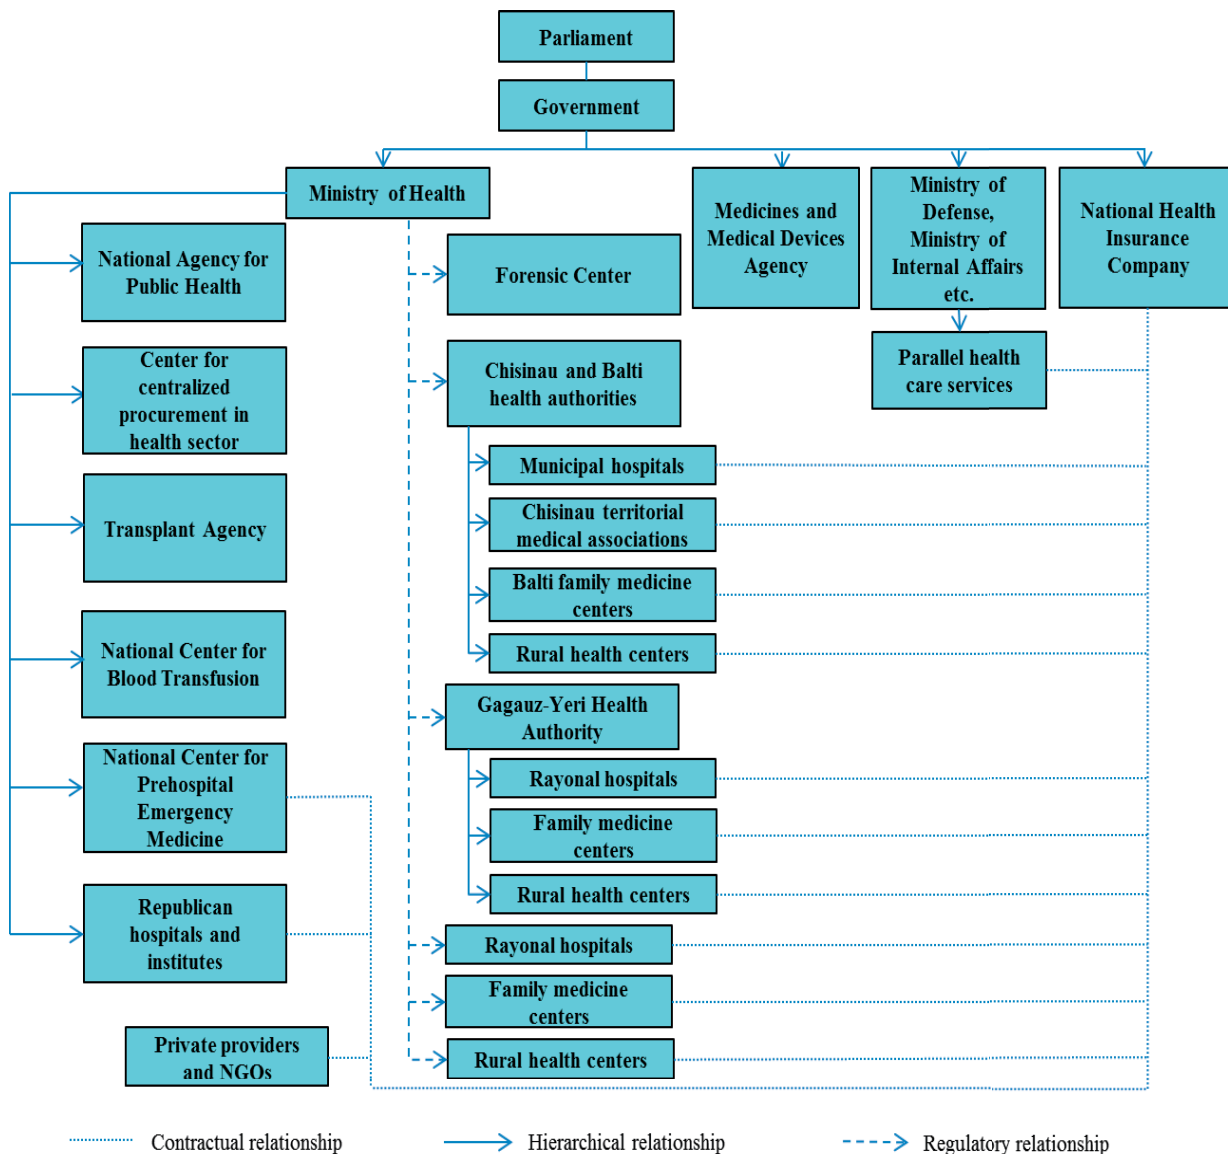 Parliament
Government
Ministry of Health
Medicines and
Medical Devices
Agency
Ministry of
Defense,
Ministry of
Internal Affairs
etc.
National Health
Insurance
Company
National Agency for
Public Health
Forensic Center
Parallel health
care services
Center for
centralized
procurement in
health sector
Chisinau and Balti
health authorities
Municipal hospitals
Transplant Agency
Chisinau territorial
medical associations
Balti family medicine
centers
National Center for
Blood Transfusion
Rural health centers
Gagauz-Yeri Health
Authority
National Center for
Prehospital
Emergency
Medicine
Rayonal hospitals
Family medicine
centers
Rural health centers
Republican
hospitals and
institutes
Rayonal hospitals
Family medicine
centers
Private providers
and NGOs
Rural health centers
Contractual relationship
Hierarchical relationship
Regulatory relationship